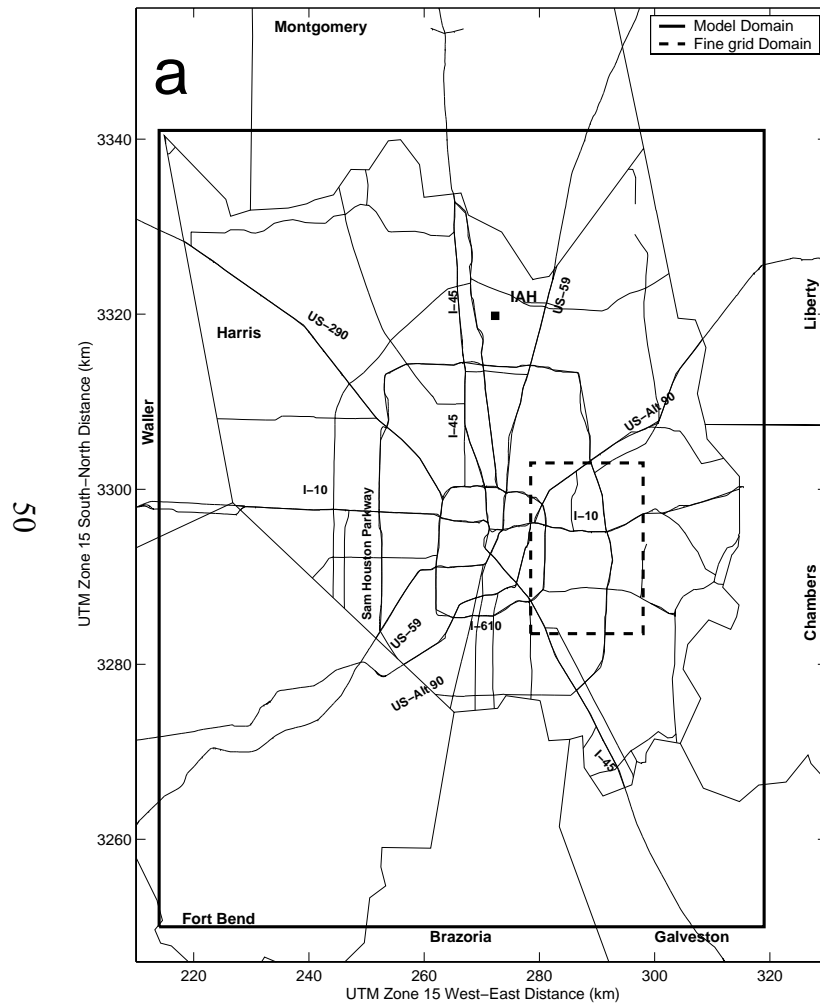 Montgomery
Model Domain
Fine grid Domain
a
3340
3320
3300
3280
3260
UTM Zone 15 South−North Distance (km)
50
I−45
IAH
US−59
US−290
Harris
Liberty
Waller
I−45
US−Alt 90
I−10
I−10
Sam Houston Parkway
I−610
US−59
US−Alt 90
Chambers
I−45
Fort Bend
Brazoria
Galveston
220
240
260
280
300
320
UTM Zone 15 West−East Distance (km)